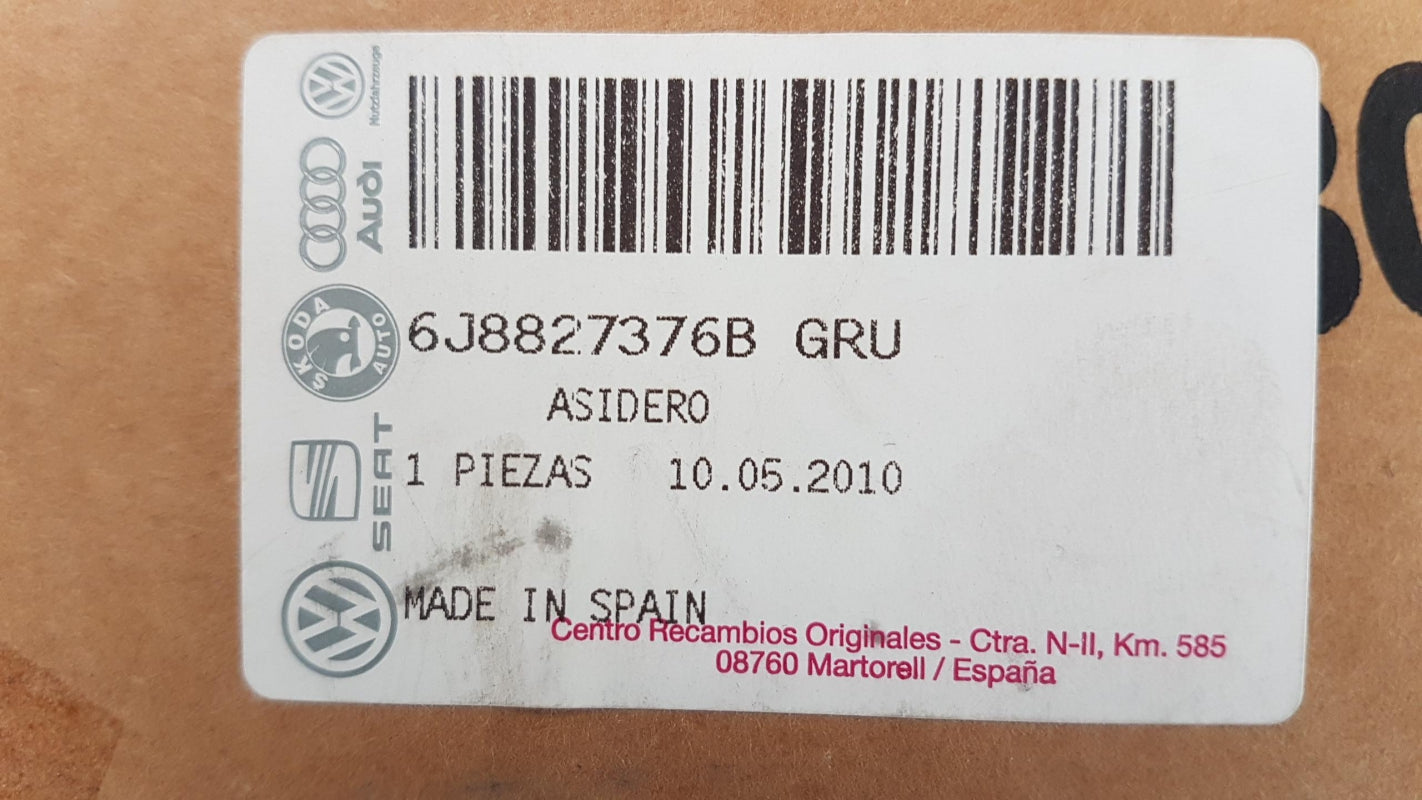 Nutzfahrzeuge
Audi
ŠKODA AUTO
SEAT
6J8827376B GRU
ASIDERO
1 PIEZAS 10.05.2010
MADE IN SPAIN
Centro Recambios Originales - Ctra. N-II, Km. 585
08760 Martorell / España